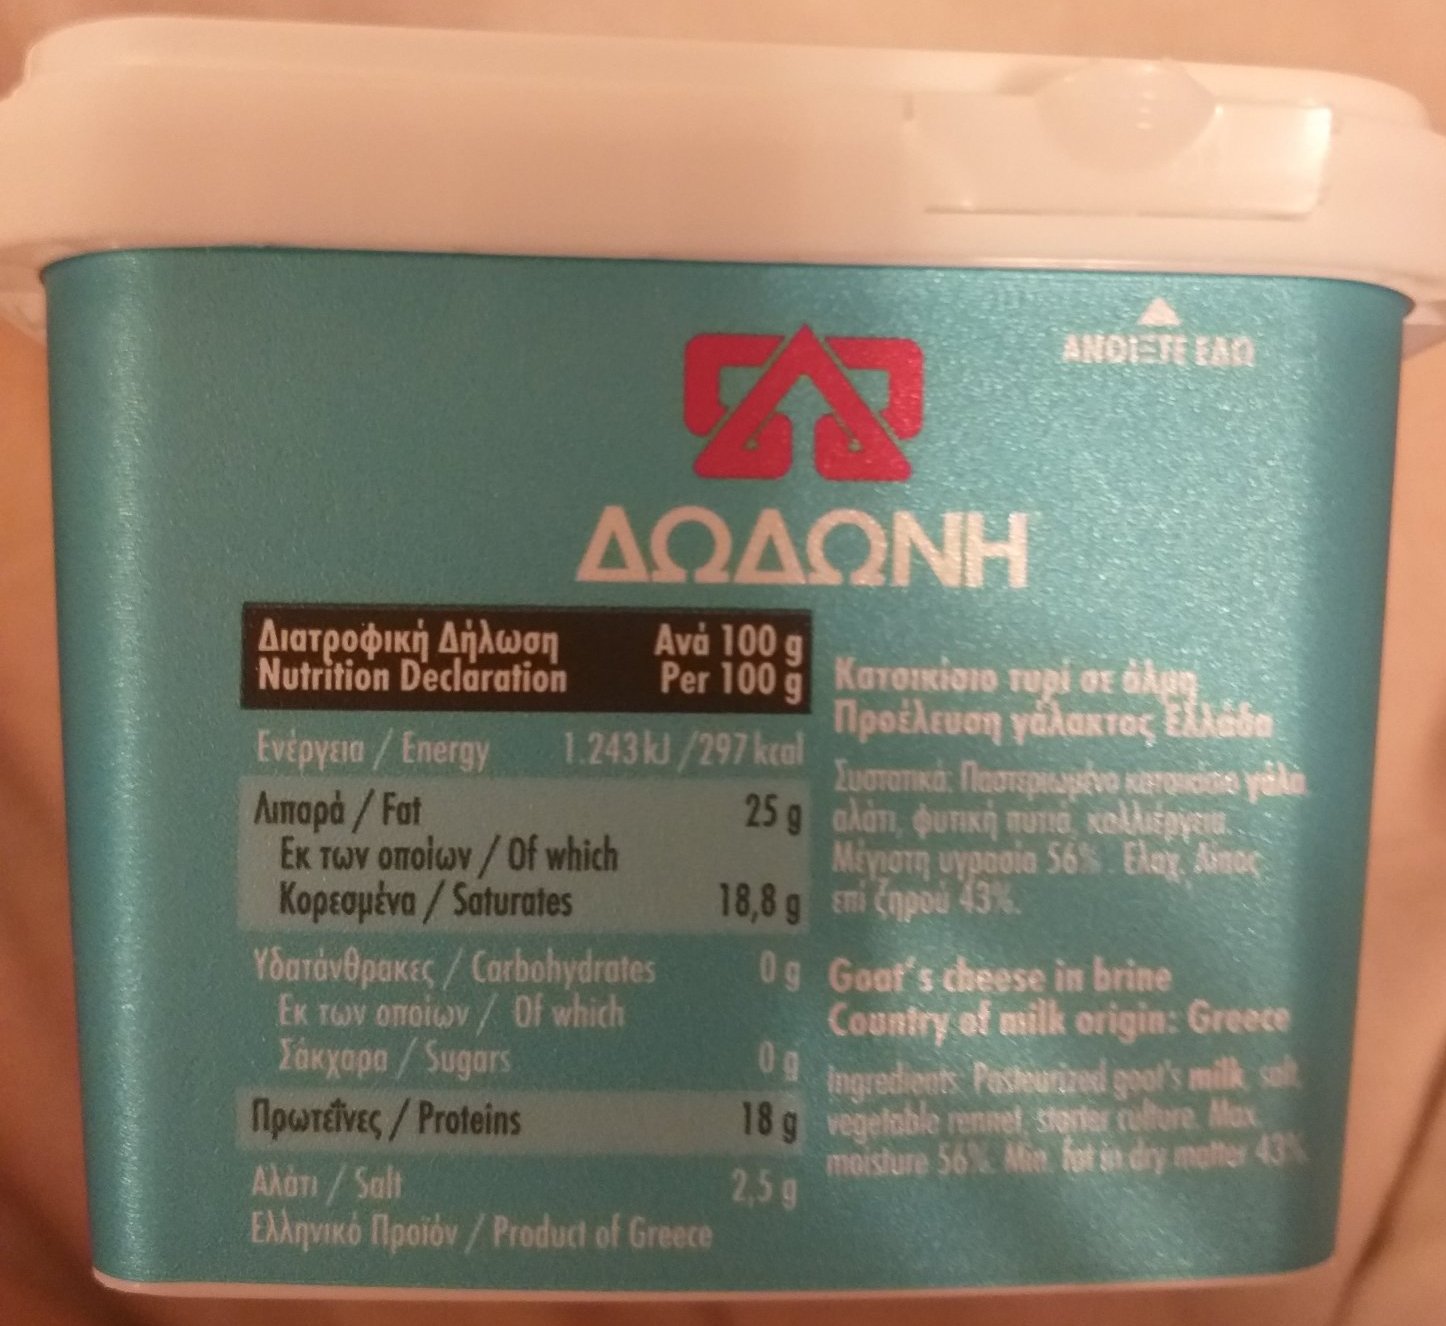 ΑΝΟΙΞΤΕ ΕΔΩ
ΔΩΔΩΝΗ
Διατροφική Δήλωση Ανά 100 g
Nutrition Declaration Per 100 g
Ενέργεια / Energy 1.243 kJ /297 kcal
Λιπαρά / Fat 25 g
Εκ των οποίων / Of which
Κορεσμένα / Saturates 18,8 g
Υδατάνθρακες / Carbohydrates 0 g
Εκ των οποίων / Of which
Σάκχαρα / Sugars 0 g
Πρωτεΐνες / Proteins 18 g
Αλάτι / Salt 2,5 g
Ελληνικό Προϊόν / Product of Greece
Κατσικίσιο τυρί σε άλμη
Προέλευση γάλακτος Ελλάδα
Συστατικά: Παστεριωμένο κατσικίσιο γάλα
αλάτι, φυτική πυτιά, καλλιέργεια.
Μέγιστη υγρασία 56% . Ελαχ. Λίπος
επί ξηρού 43%.
Goat's cheese in brine
Country of milk origin: Greece
Ingredients: Pasteurized goat's milk, salt,
vegetable rennet, starter culture. Max.
moisture 56%. Min. fat in dry matter 43%